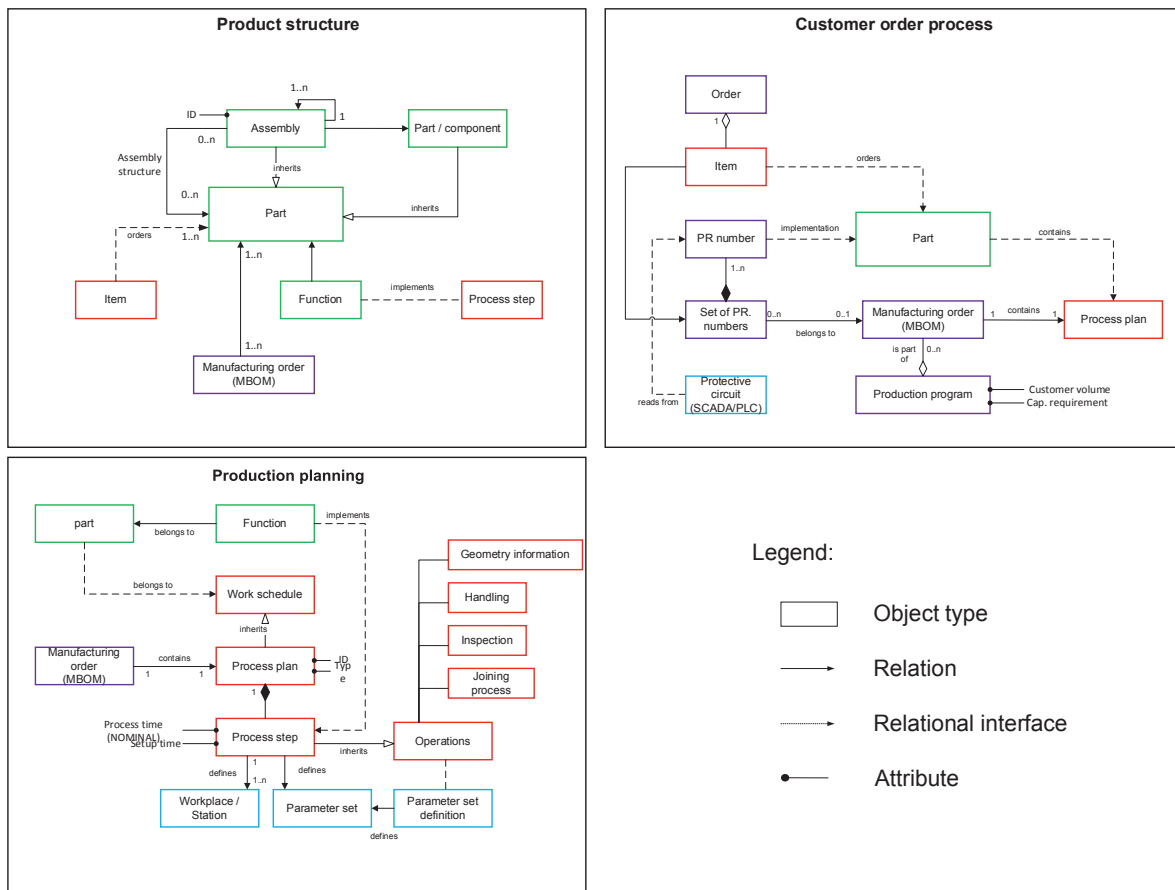 Product structure
1..n
ID
Assembly
1
Part / component
0..n
Assembly
structure
inherits
0..n
Part
inherits
orders
1..n
1..n
Item
Function
implements
Process step
1..n
Manufacturing order
(MBOM)
Customer order process
Order
1
Item
orders
PR number
implementation
Part
contains
1..n
Set of PR.
numbers
0..n
belongs to
0..1
Manufacturing order
(MBOM)
1
contains
1
Process plan
is part
of
0..n
Protective
circuit
(SCADA/PLC)
reads from
Production program
Customer volume
Cap. requirement
Production planning
part
belongs to
Function
implements
Geometry information
belongs to
Work schedule
Handling
inherits
Inspection
Manufacturing
order
(MBOM)
contains
1
1
Process plan
ID
Typ
e
Joining
process
1
Process time
(NOMINAL)
Setup time
Process step
inherits
Operations
defines
1
1..n
defines
Workplace /
Station
Parameter set
Parameter set
definition
defines
Legend:
Object type
Relation
Relational interface
Attribute